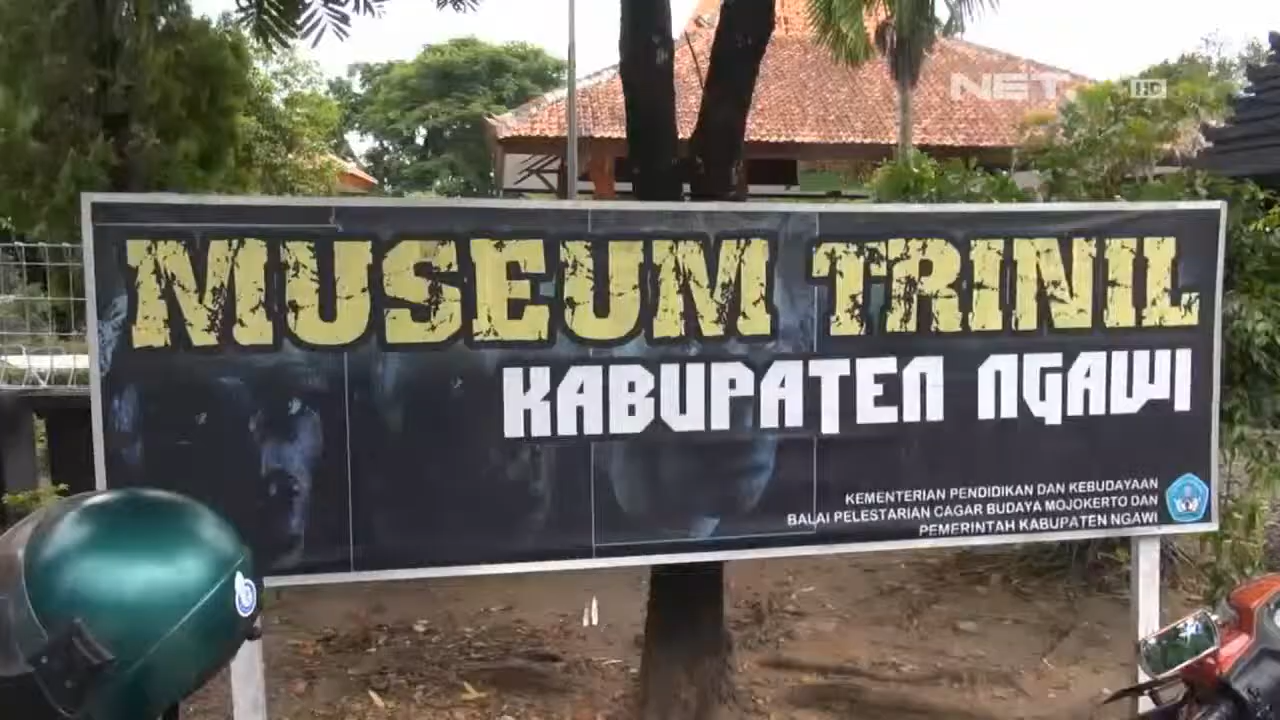 NET. HD
MUSEUM TRINIL
KABUPATEN NGAWI
KEMENTERIAN PENDIDIKAN DAN KEBUDAYAAN
BALAI PELESTARIAN CAGAR BUDAYA MOJOKERTO DAN
PEMERINTAH KABUPATEN NGAWI